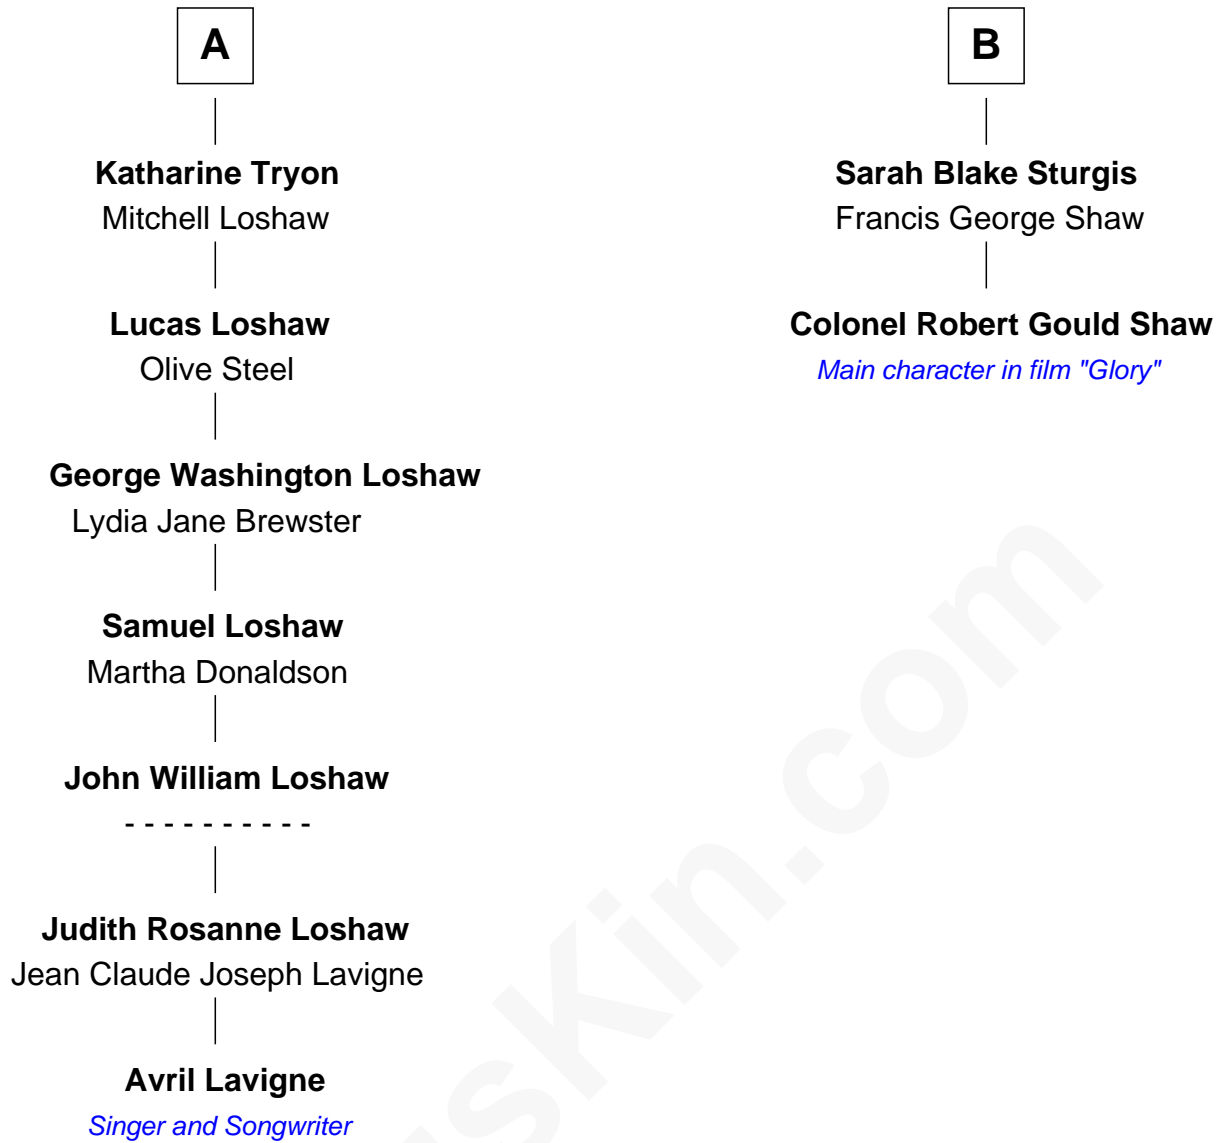 A
Katharine Tryon
Mitchell Loshaw
Lucas Loshaw
Olive Steel
George Washington Loshaw
Lydia Jane Brewster
Samuel Loshaw
Martha Donaldson
John William Loshaw
- - - - - - - - - -
Judith Rosanne Loshaw
Jean Claude Joseph Lavigne
Avril Lavigne
Singer and Songwriter
B
Sarah Blake Sturgis
Francis George Shaw
Colonel Robert Gould Shaw
Main character in film "Glory"
sKin.com